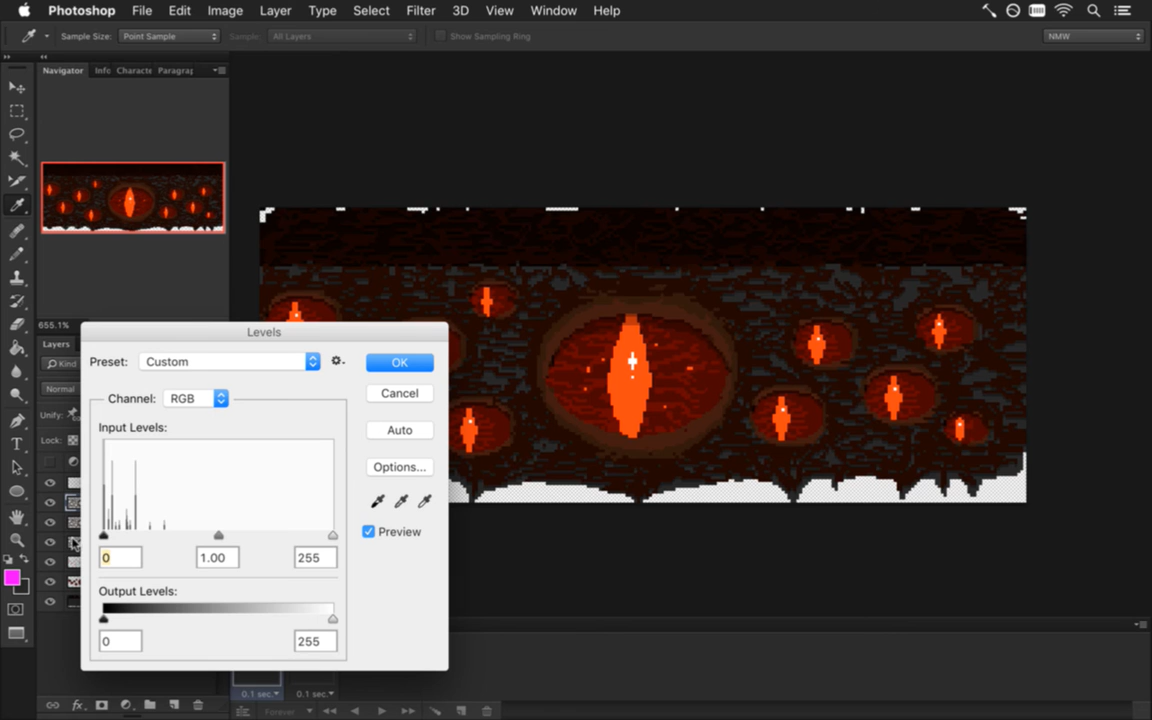 Photoshop File Edit Image Layer Type Select Filter 3D View Window Help
Sample Size: Point Sample Sample: All Layers Show Sampling Ring NMW
Navigator Info Characte Paragrap
655.1%
Layers
Kind
Normal
Unify:
Lock:
Levels
Preset: Custom
OK
Channel: RGB
Cancel
Input Levels:
Auto
Options...
Preview
0 1.00 255
Output Levels:
0 255
0.1 sec. 0.1 sec.
Forever